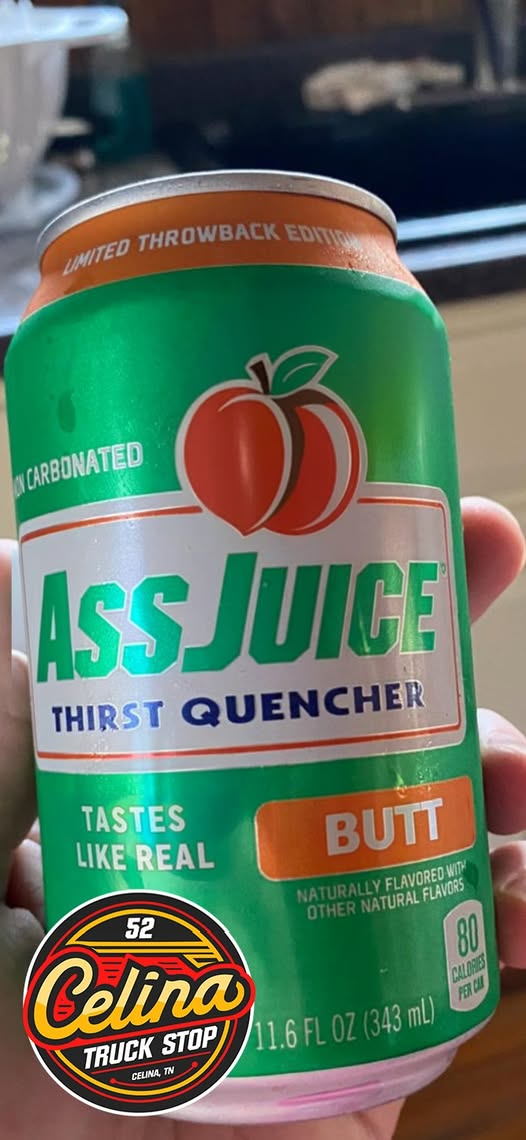 LIMITED THROWBACK EDITION
NON CARBONATED
ASSJUICE
THIRST QUENCHER
TASTES
LIKE REAL
BUTT
NATURALLY FLAVORED WITH
OTHER NATURAL FLAVORS
80
CALORIES
PER CAN
11.6 FL OZ (343 mL)
52
Celina
TRUCK STOP
CELINA, TN